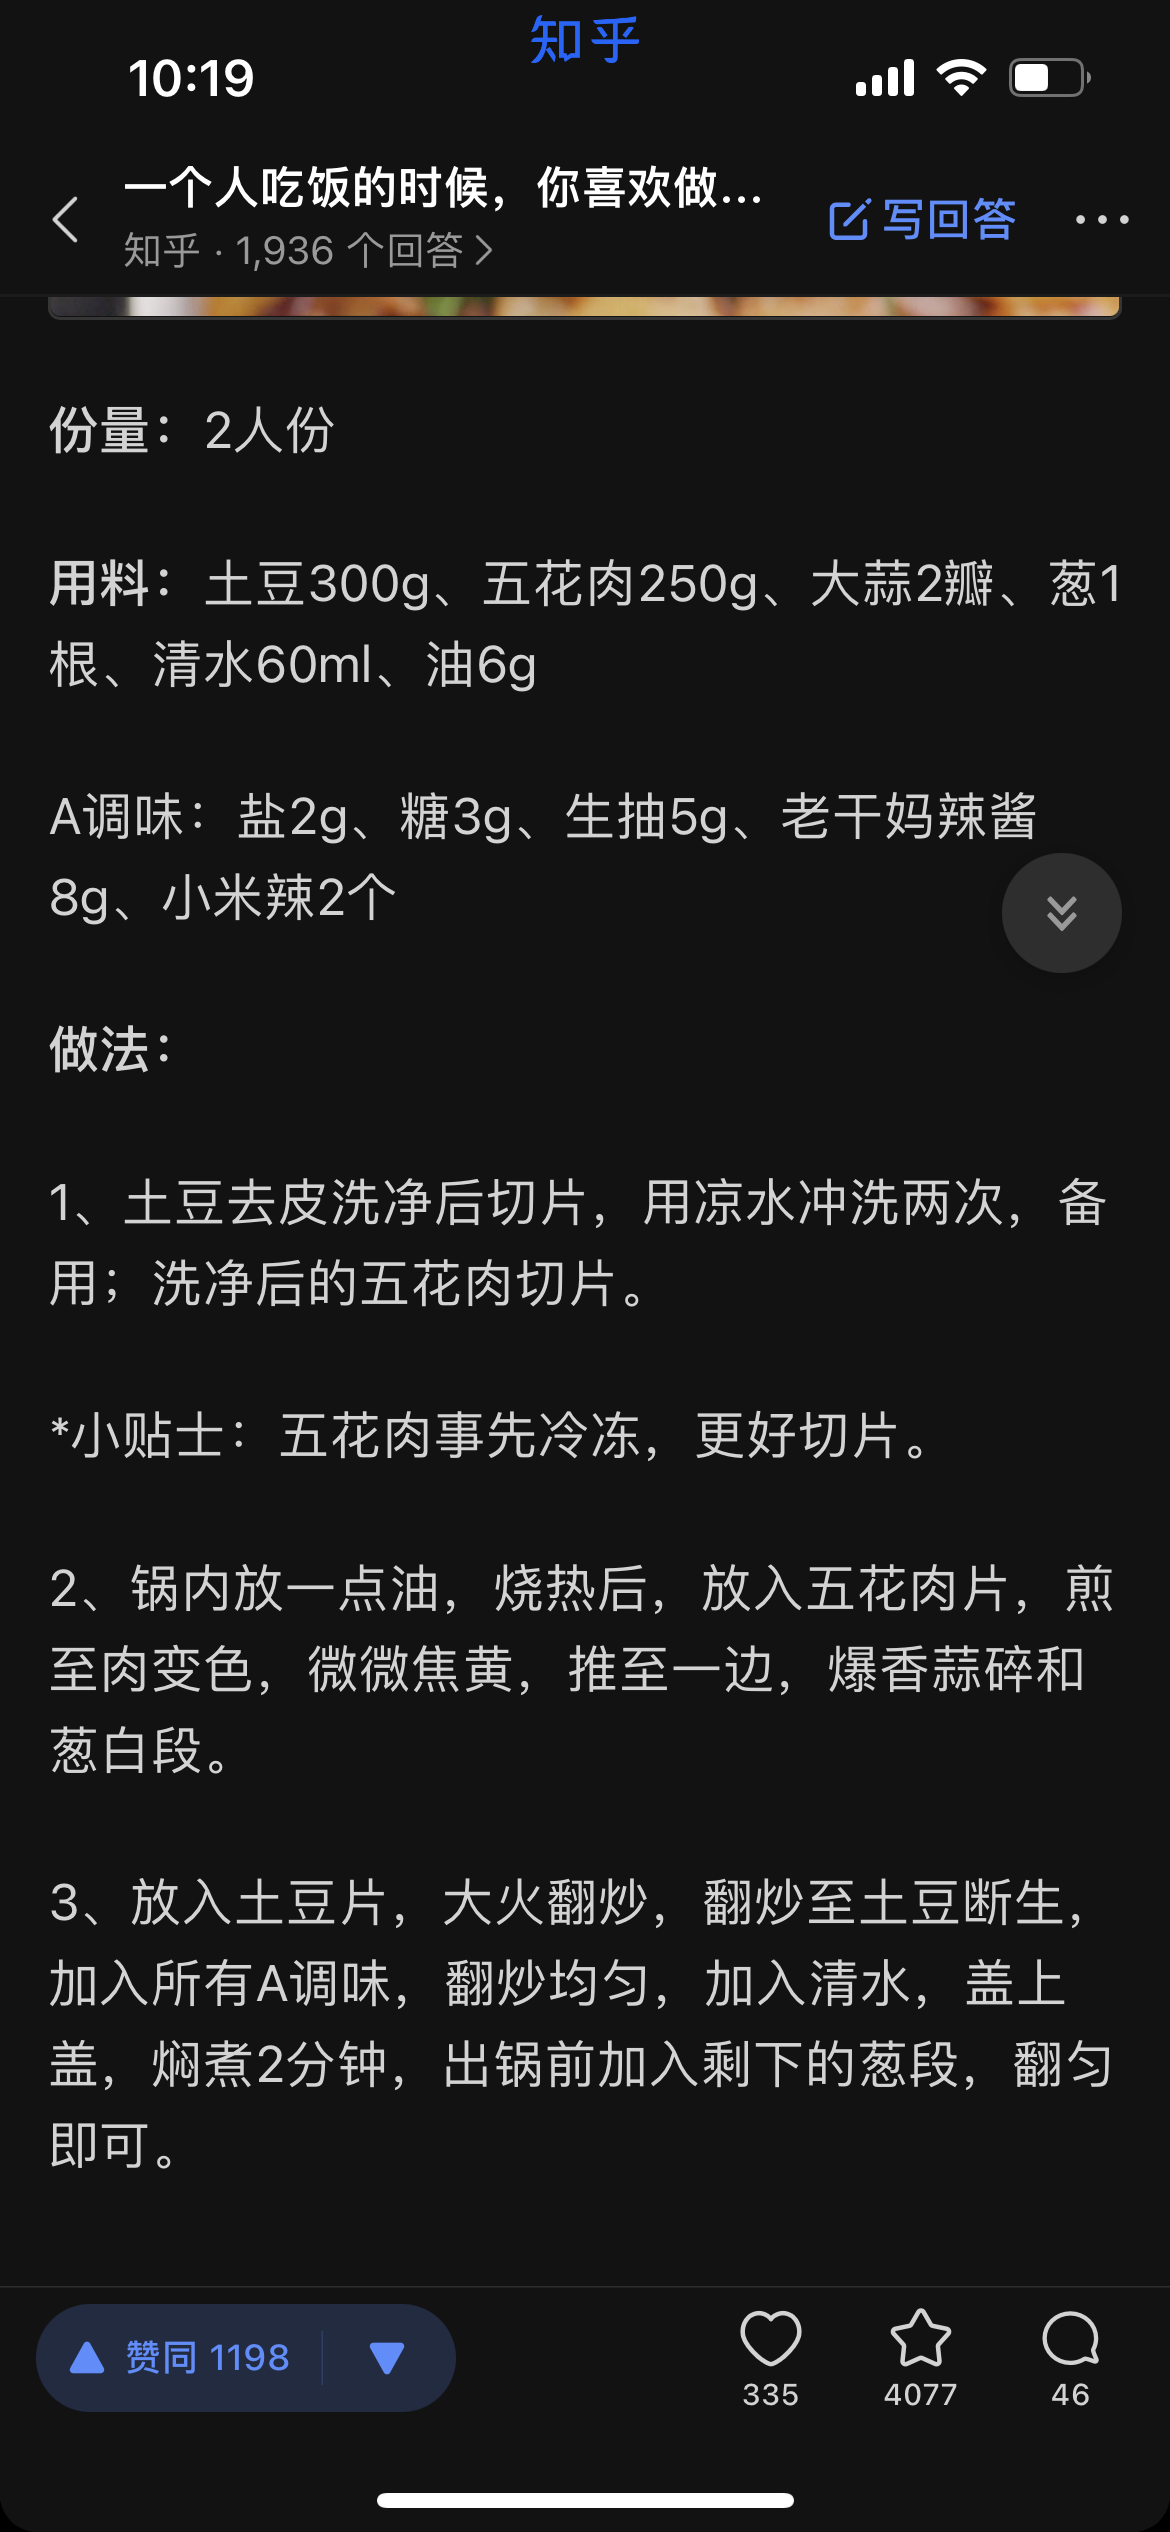 知乎
10:19
一个人吃饭的时候，你喜欢做...
知乎 · 1,936 个回答
写回答
份量：2人份
用料：土豆300g、五花肉250g、大蒜2瓣、葱1
根、清水60ml、油6g
A调味：盐2g、糖3g、生抽5g、老干妈辣酱
8g、小米辣2个
做法：
1、土豆去皮洗净后切片，用凉水冲洗两次，备
用；洗净后的五花肉切片。
*小贴士：五花肉事先冷冻，更好切片。
2、锅内放一点油，烧热后，放入五花肉片，煎
至肉变色，微微焦黄，推至一边，爆香蒜碎和
葱白段。
3、放入土豆片，大火翻炒，翻炒至土豆断生，
加入所有A调味，翻炒均匀，加入清水，盖上
盖，焖煮2分钟，出锅前加入剩下的葱段，翻匀
即可。
赞同 1198
335
4077
46